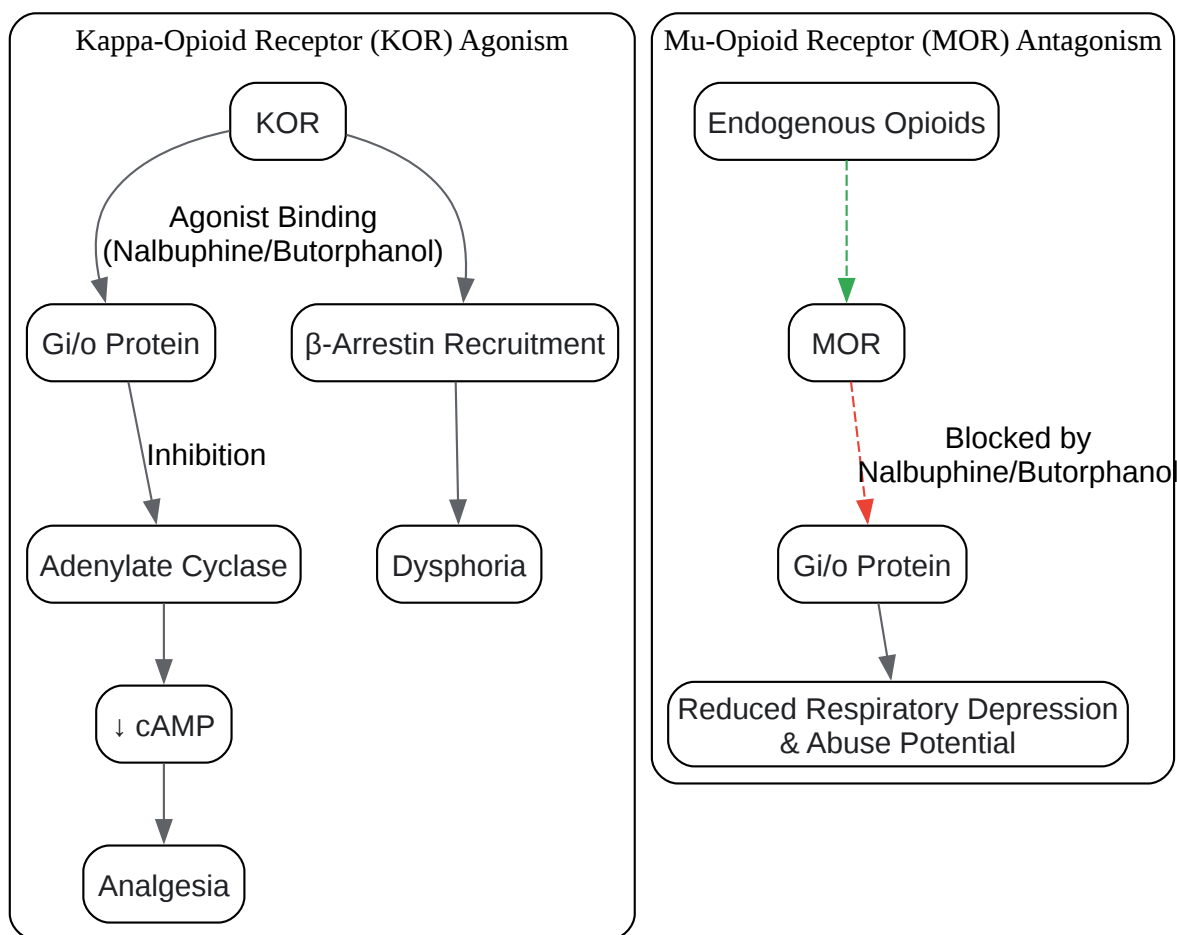 Kappa-Opioid Receptor (KOR) Agonism
KOR
Agonist Binding
(Nalbuphine/Butorphanol)
Gi/o Protein
β-Arrestin Recruitment
Inhibition
Adenylate Cyclase
Dysphoria
↓ cAMP
Analgesia
Mu-Opioid Receptor (MOR) Antagonism
Endogenous Opioids
MOR
Blocked by
Nalbuphine/Butorphanol
Gi/o Protein
Reduced Respiratory Depression
& Abuse Potential